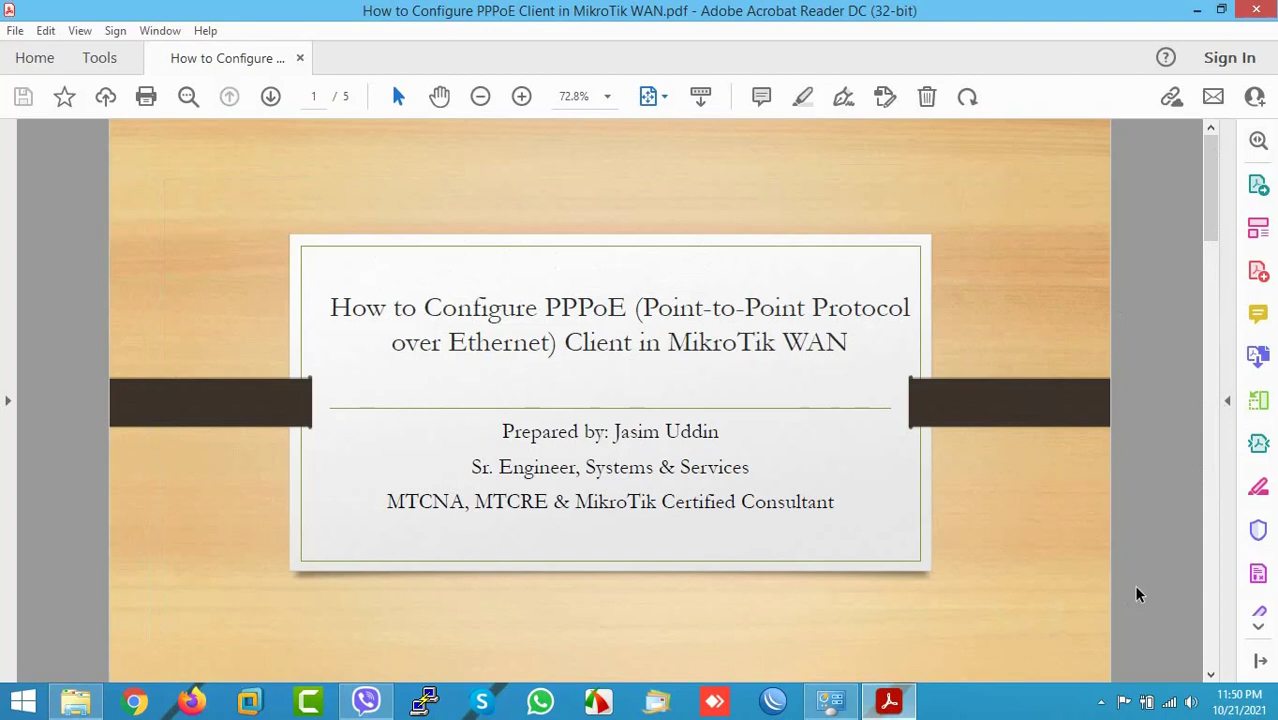 How to Configure PPPoE Client in MikroTik WAN.pdf - Adobe Acrobat Reader DC (32-bit)
File Edit View Sign Window Help
Home Tools How to Configure ... Sign In
1 / 5 72.8%
How to Configure PPPoE (Point-to-Point Protocol
over Ethernet) Client in MikroTik WAN
Prepared by: Jasim Uddin
Sr. Engineer, Systems & Services
MTCNA, MTCRE & MikroTik Certified Consultant
11:50 PM
10/21/2021